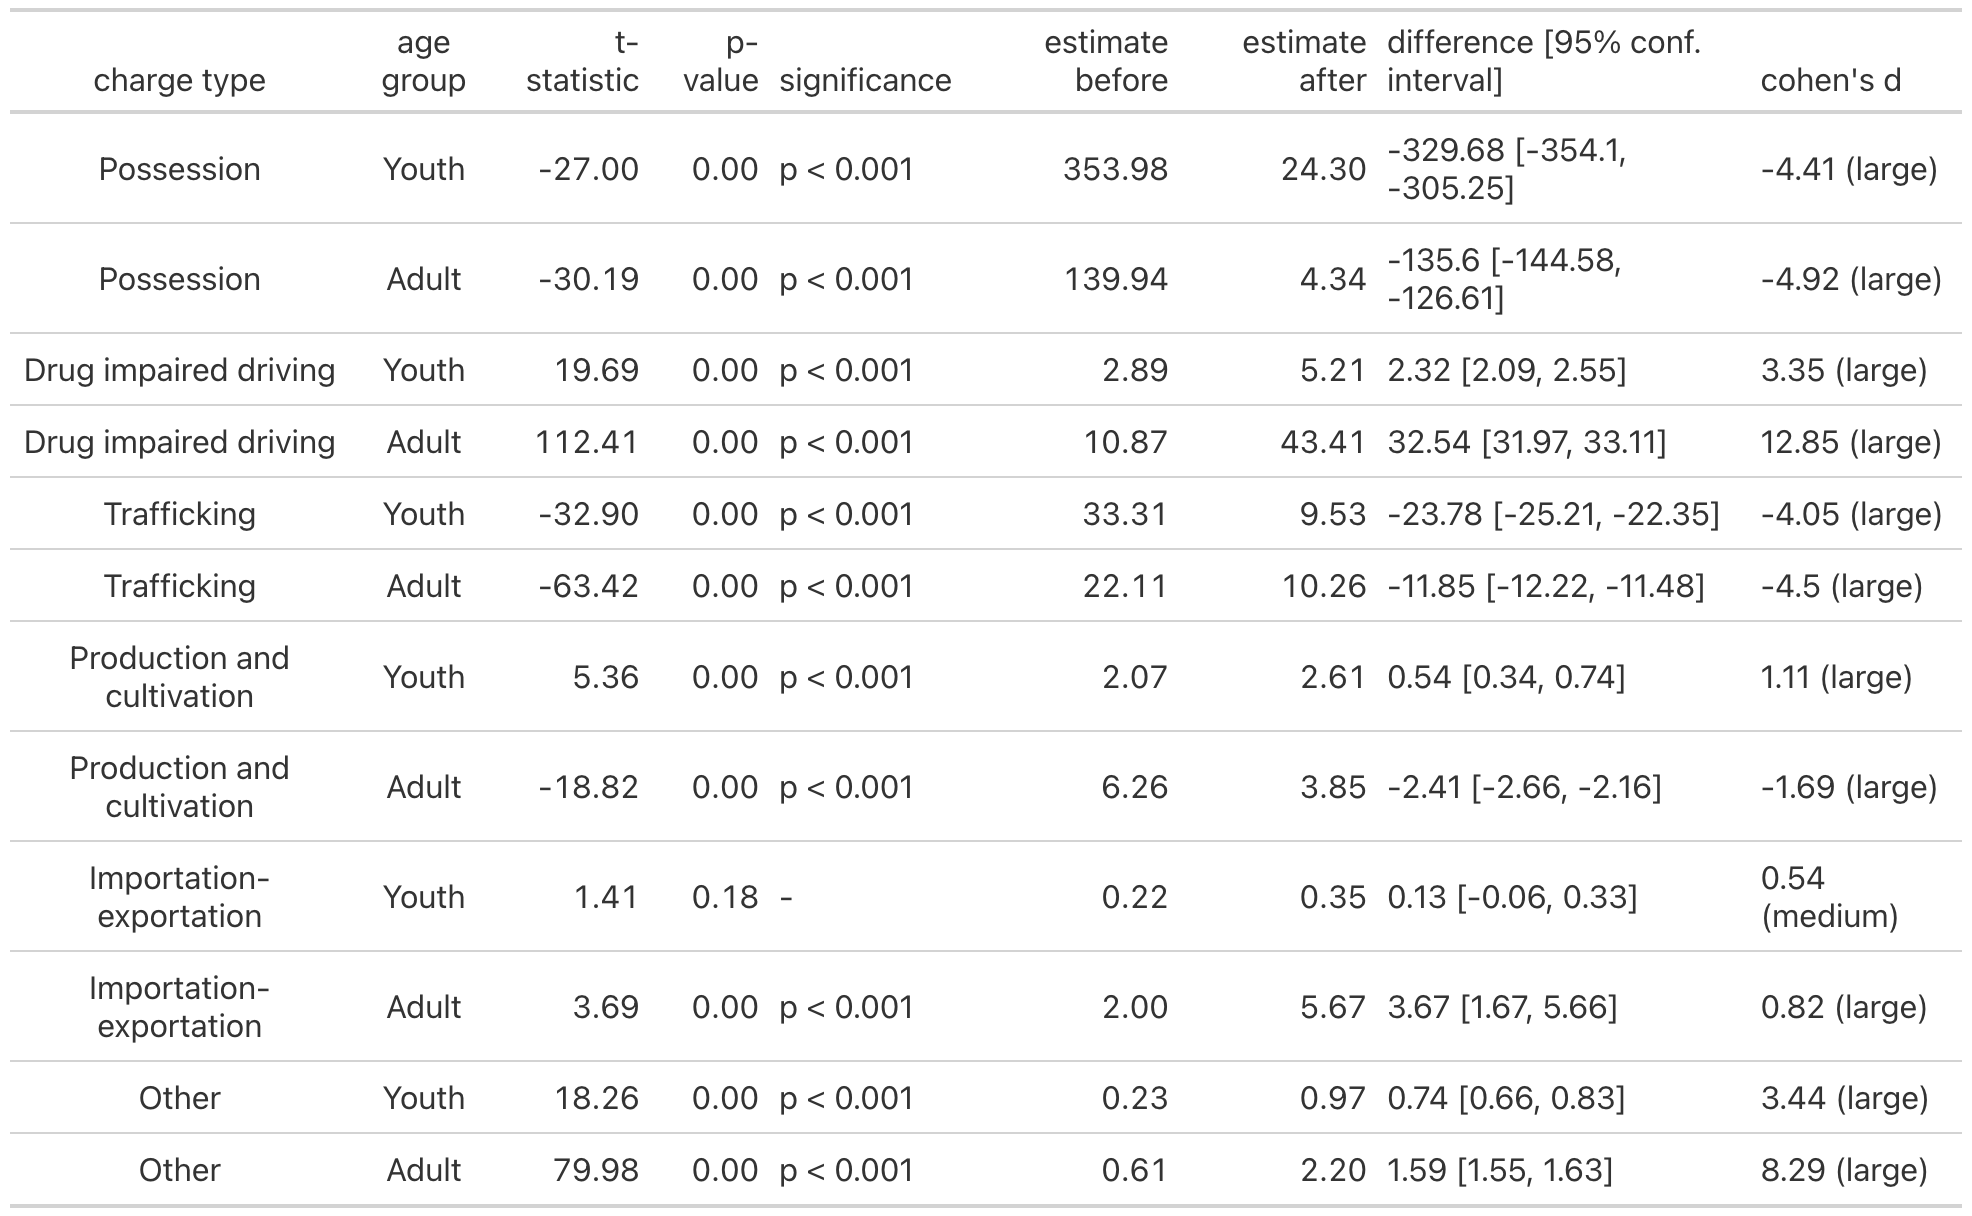 charge type age group t-statistic p-value significance estimate before estimate after difference [95% conf. interval] cohen's d
Possession Youth -27.00 0.00 p < 0.001 353.98 24.30 -329.68 [-354.1, -305.25] -4.41 (large)
Possession Adult -30.19 0.00 p < 0.001 139.94 4.34 -135.6 [-144.58, -126.61] -4.92 (large)
Drug impaired driving Youth 19.69 0.00 p < 0.001 2.89 5.21 2.32 [2.09, 2.55] 3.35 (large)
Drug impaired driving Adult 112.41 0.00 p < 0.001 10.87 43.41 32.54 [31.97, 33.11] 12.85 (large)
Trafficking Youth -32.90 0.00 p < 0.001 33.31 9.53 -23.78 [-25.21, -22.35] -4.05 (large)
Trafficking Adult -63.42 0.00 p < 0.001 22.11 10.26 -11.85 [-12.22, -11.48] -4.5 (large)
Production and cultivation Youth 5.36 0.00 p < 0.001 2.07 2.61 0.54 [0.34, 0.74] 1.11 (large)
Production and cultivation Adult -18.82 0.00 p < 0.001 6.26 3.85 -2.41 [-2.66, -2.16] -1.69 (large)
Importation-exportation Youth 1.41 0.18 - 0.22 0.35 0.13 [-0.06, 0.33] 0.54 (medium)
Importation-exportation Adult 3.69 0.00 p < 0.001 2.00 5.67 3.67 [1.67, 5.66] 0.82 (large)
Other Youth 18.26 0.00 p < 0.001 0.23 0.97 0.74 [0.66, 0.83] 3.44 (large)
Other Adult 79.98 0.00 p < 0.001 0.61 2.20 1.59 [1.55, 1.63] 8.29 (large)